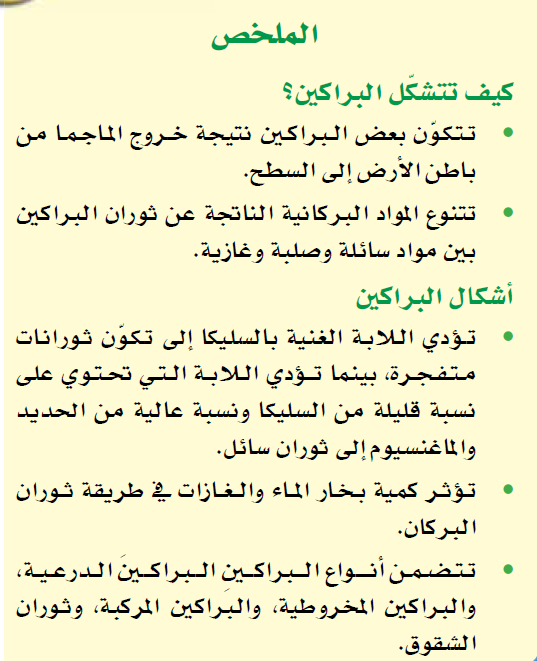 الملخص
كيف تتشكّل البراكين؟
• تتكوّن بعض البراكين نتيجة خروج الماجما من
باطن الأرض إلى السطح.
• تتنوع المواد البركانية الناتجة عن ثوران البراكين
بين مواد سائلة وصلبة وغازية.
أشكال البراكين
• تؤدي اللابة الغنية بالسليكا إلى تكوّن ثورانات
متفجرة، بينما تؤدي اللابة التي تحتوي على
نسبة قليلة من السليكا ونسبة عالية من الحديد
والماغنسيوم إلى ثوران سائل.
• تؤثر كمية بخار الماء والغازات في طريقة ثوران
البركان.
• تتضمن أنواع البراكينِ البراكينَ الدرعية،
والبراكين المخروطية، والبراكين المركبة، وثوران
الشقوق.